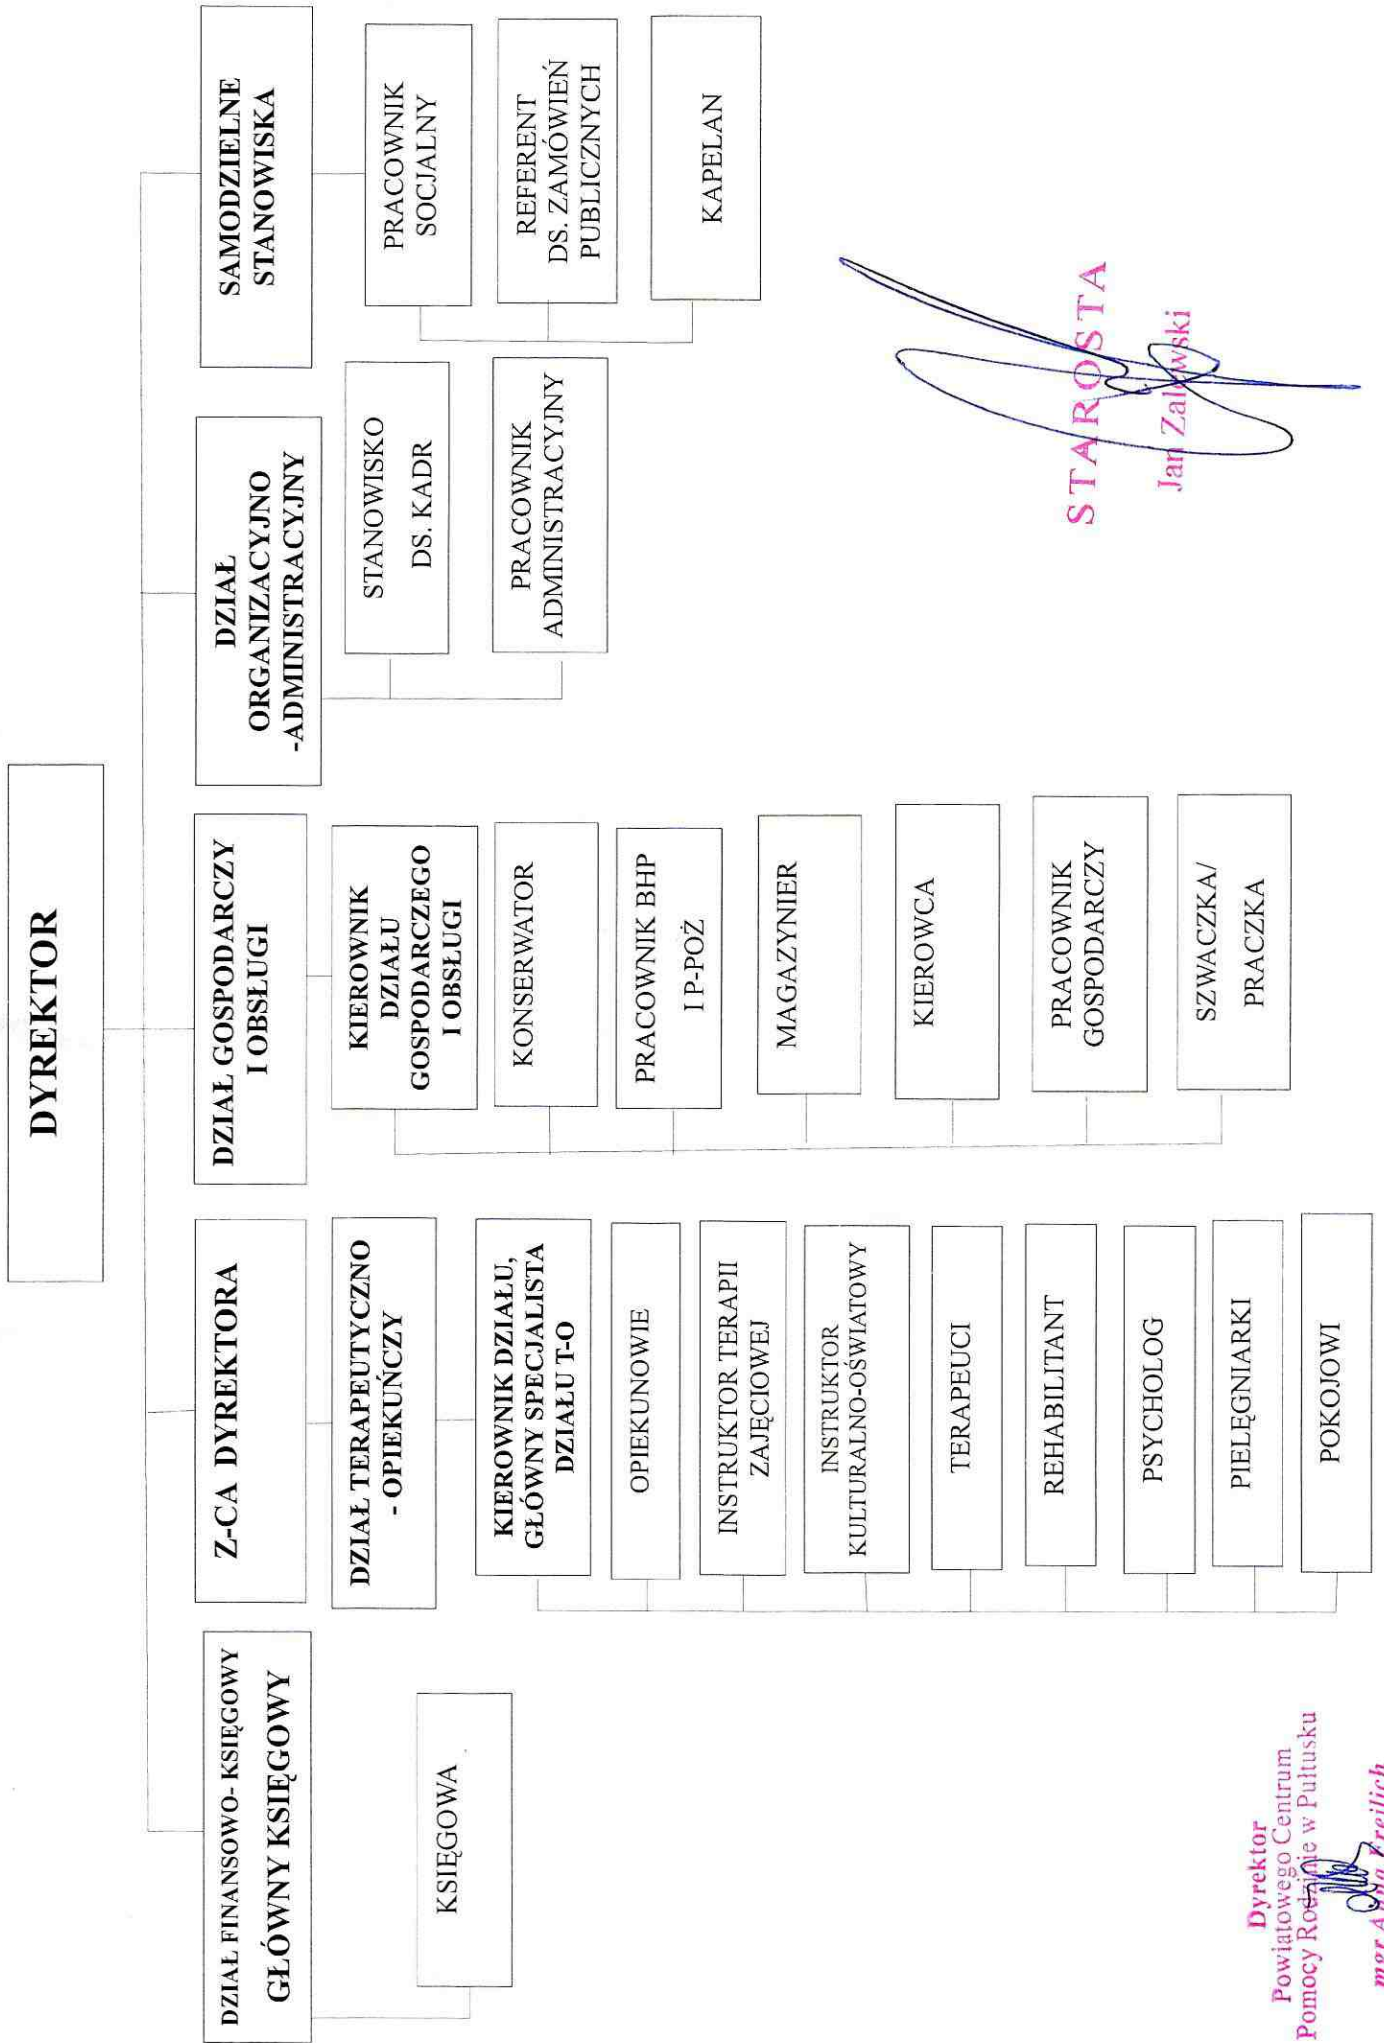 DYREKTOR
DZIAŁ FINANSOWO- KSIĘGOWY
GŁÓWNY KSIĘGOWY
KSIĘGOWA
Z-CA DYREKTORA
DZIAŁ TERAPEUTYCZNO
- OPIEKUŃCZY
KIEROWNIK DZIAŁU,
GŁÓWNY SPECJALISTA
DZIAŁU T-O
OPIEKUNOWIE
INSTRUKTOR TERAPII
ZAJĘCIOWEJ
INSTRUKTOR
KULTURALNO-OŚWIATOWY
TERAPEUCI
REHABILITANT
PSYCHOLOG
PIELĘGNIARKI
POKOJOWI
DZIAŁ GOSPODARCZY
I OBSŁUGI
KIEROWNIK
DZIAŁU
GOSPODARCZEGO
I OBSŁUGI
KONSERWATOR
PRACOWNIK BHP
I P-POŻ
MAGAZYNIER
KIEROWCA
PRACOWNIK
GOSPODARCZY
SZWACZKA/
PRACZKA
DZIAŁ
ORGANIZACYJNO
-ADMINISTRACYJNY
STANOWISKO
DS. KADR
PRACOWNIK
ADMINISTRACYJNY
SAMODZIELNE
STANOWISKA
PRACOWNIK
SOCJALNY
REFERENT
DS. ZAMÓWIEŃ
PUBLICZNYCH
KAPELAN
Dyrektor
Powiatowego Centrum
Pomocy Rodzinie w Pułtusku
mgr Anna Freilich
STAROSTA
Jan Zalewski